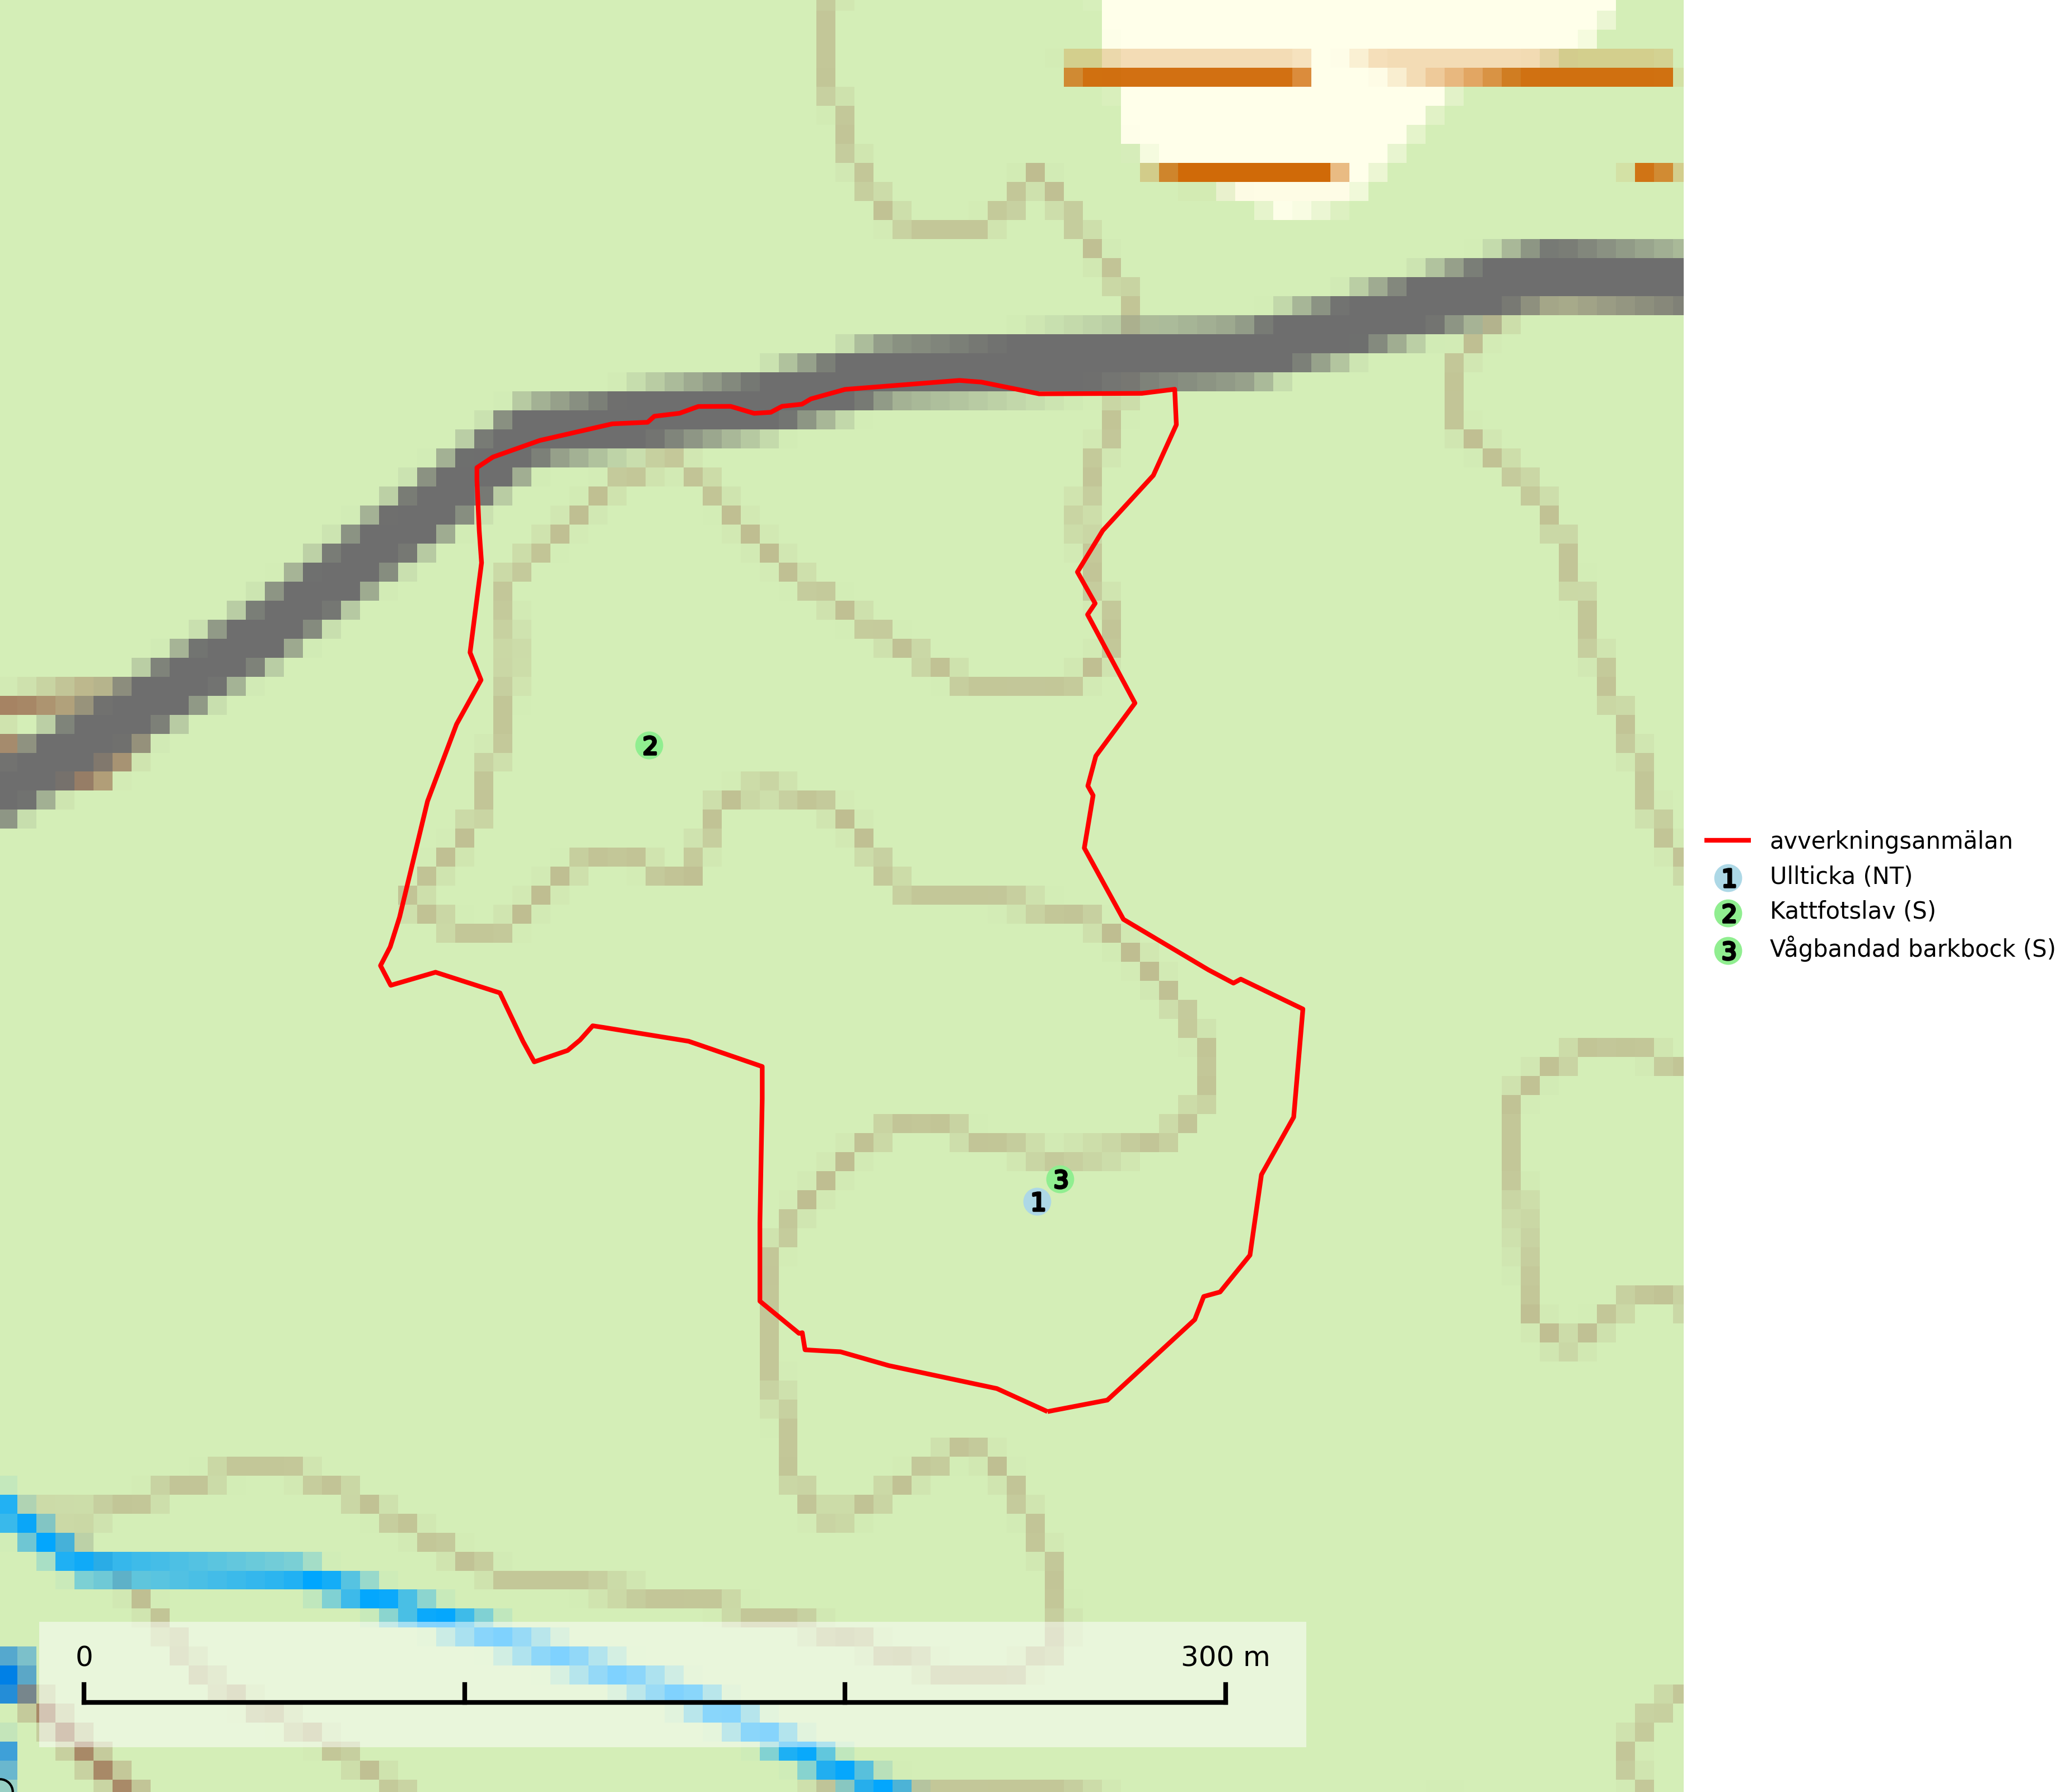 2
3
1
avverkningsanmälan
1 Ullticka (NT)
2 Kattfotslav (S)
3 Vågbandad barkbock (S)
0 300 m